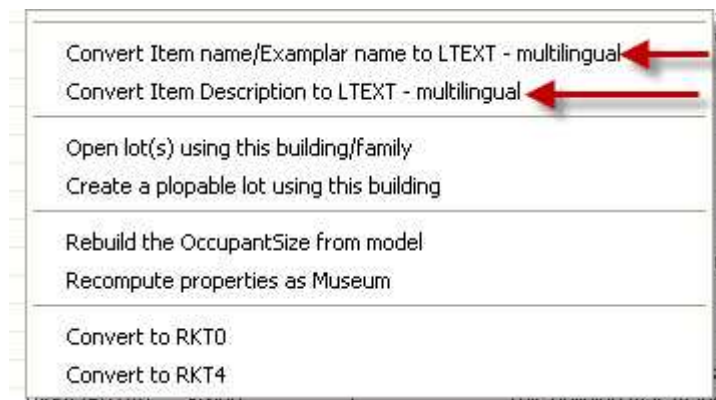 Convert Item name/Examplar name to LTEXT - multilingual
Convert Item Description to LTEXT - multilingual
Open lot(s) using this building/family
Create a plopable lot using this building
Rebuild the OccupantSize from model
Recompute properties as Museum
Convert to RKT0
Convert to RKT4